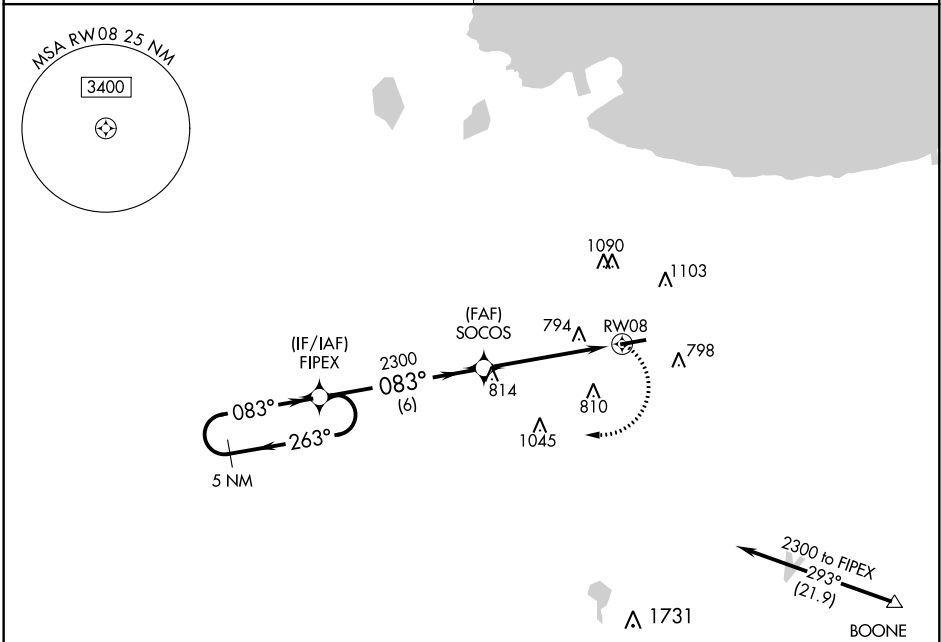 MSA RW08 25 NM
3400
1090
1103
(FAF)
SOCOS
794
RW08
(IF/IAF)
FIPEX
2300
083°
(6)
798
814
083°
810
263°
1045
5 NM
2300 to FIPEX
293°
(21.9)
1731
BOONE